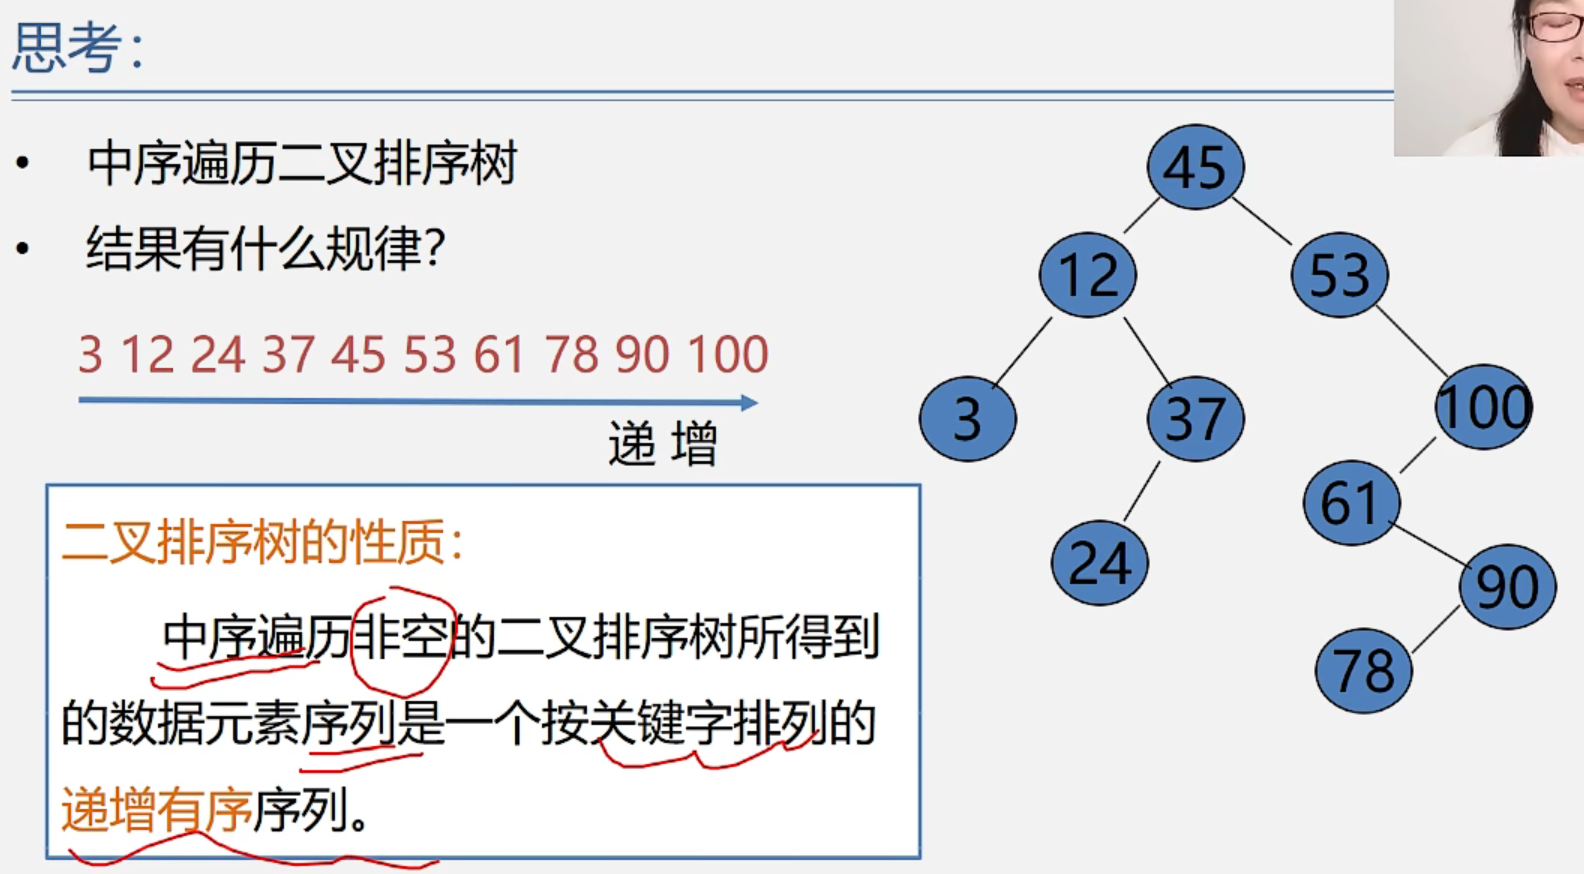 思考：
• 中序遍历二叉排序树
• 结果有什么规律？
3 12 24 37 45 53 61 78 90 100
递 增
二叉排序树的性质：
中序遍历非空的二叉排序树所得到
的数据元素序列是一个按关键字排列的
递增有序序列。
45
12
53
3
37
100
61
24
90
78